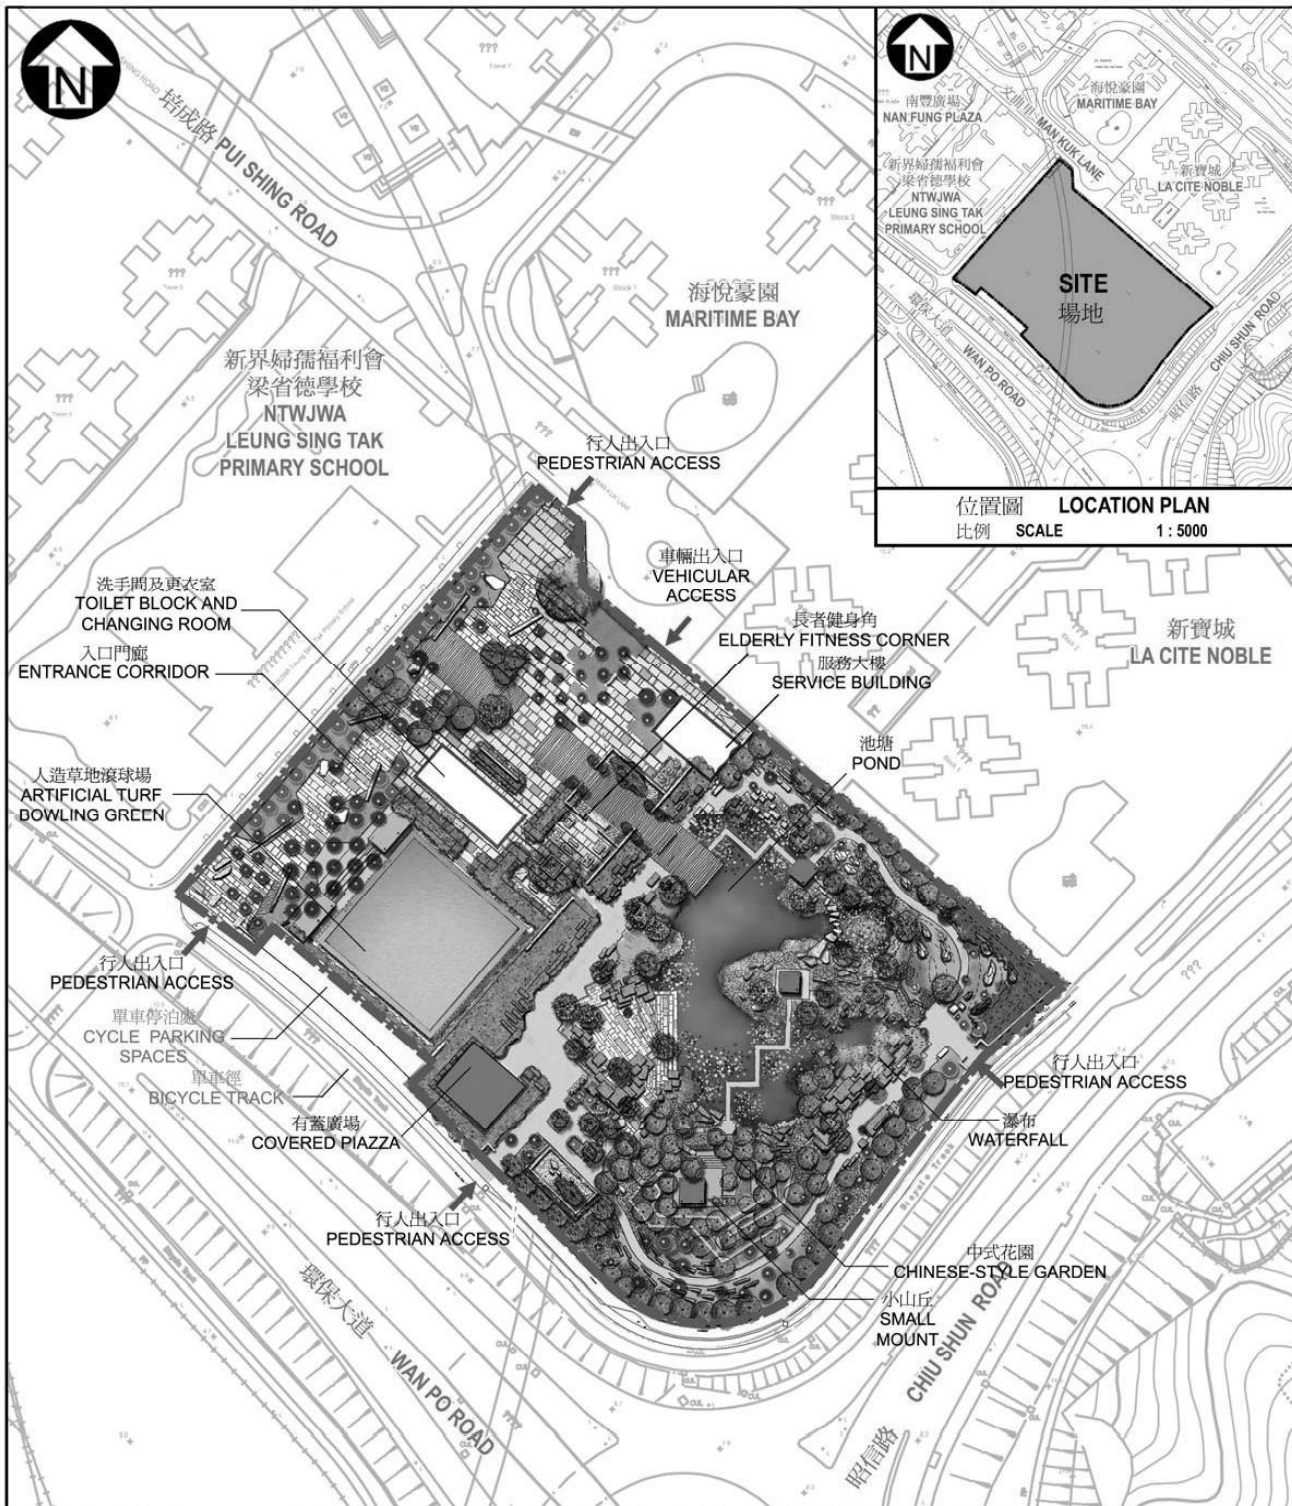 N
培成路 PUI SHING ROAD
海悅豪園
MARITIME BAY
新界婦孺福利會
梁省德學校
NTWJWA
LEUNG SING TAK
PRIMARY SCHOOL
行人出入口
PEDESTRIAN ACCESS
車輛出入口
VEHICULAR
ACCESS
洗手間及更衣室
TOILET BLOCK AND
CHANGING ROOM
入口門廊
ENTRANCE CORRIDOR
長者健身角
ELDERLY FITNESS CORNER
服務大樓
SERVICE BUILDING
池塘
POND
新寶城
LA CITE NOBLE
人造草地滾球場
ARTIFICIAL TURF
BOWLING GREEN
行人出入口
PEDESTRIAN ACCESS
單車停泊處
CYCLE PARKING
SPACES
單車徑
BICYCLE TRACK
有蓋廣場
COVERED PIAZZA
行人出入口
PEDESTRIAN ACCESS
行人出入口
PEDESTRIAN ACCESS
瀑布
WATERFALL
中式花園
CHINESE-STYLE GARDEN
小山丘
SMALL
MOUNT
環保大道 WAN PO ROAD
昭信路 CHIU SHUN ROAD
N
南豐廣場
NAN FUNG PLAZA
海悅豪園
MARITIME BAY
MAN KUK LANE
新界婦孺福利會
梁省德學校
NTWJWA
LEUNG SING TAK
PRIMARY SCHOOL
新寶城
LA CITE NOBLE
SITE
場地
環保大道
WAN PO ROAD
昭信路
CHIU SHUN ROAD
位置圖 LOCATION PLAN
比例 SCALE 1 : 5000